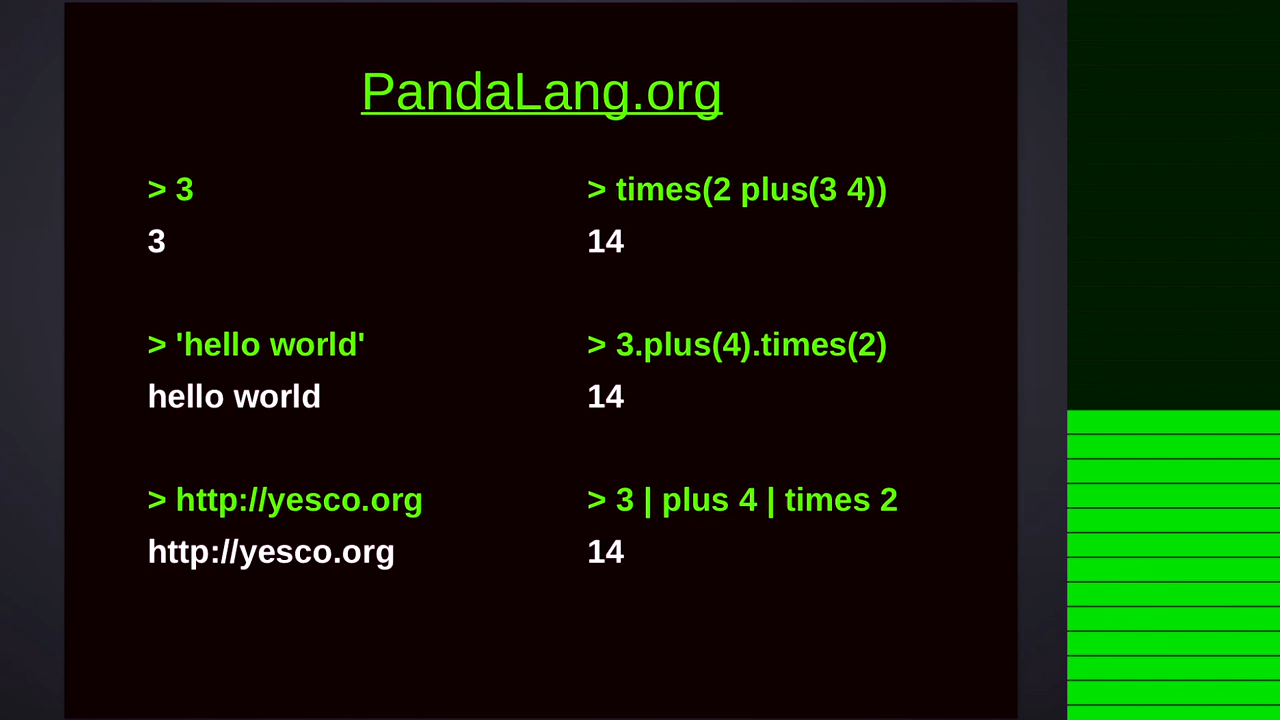 PandaLang.org
> 3
3
> 'hello world'
hello world
> http://yesco.org
http://yesco.org
> times(2 plus(3 4))
14
> 3.plus(4).times(2)
14
> 3 | plus 4 | times 2
14